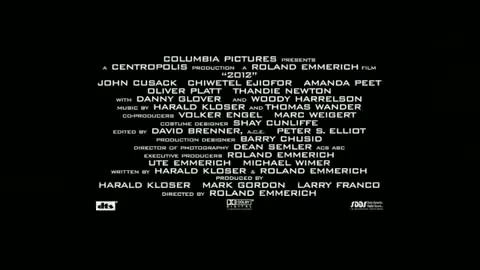 COLUMBIA PICTURES PRESENTS
A CENTROPOLIS PRODUCTION A ROLAND EMMERICH FILM
"2012"
JOHN CUSACK CHIWETEL EJIOFOR AMANDA PEET
OLIVER PLATT THANDIE NEWTON
WITH DANNY GLOVER AND WOODY HARRELSON
MUSIC BY HARALD KLOSER AND THOMAS WANDER
CO-PRODUCERS VOLKER ENGEL MARC WEIGERT
COSTUME DESIGNER SHAY CUNLIFFE
EDITED BY DAVID BRENNER, A.C.E. PETER S. ELLIOT
PRODUCTION DESIGNER BARRY CHUSID
DIRECTOR OF PHOTOGRAPHY DEAN SEMLER ACS ASC
EXECUTIVE PRODUCERS ROLAND EMMERICH
UTE EMMERICH MICHAEL WIMER
WRITTEN BY HARALD KLOSER & ROLAND EMMERICH
PRODUCED BY
HARALD KLOSER MARK GORDON LARRY FRANCO
DIRECTED BY ROLAND EMMERICH
dts DOLBY DIGITAL SDDS